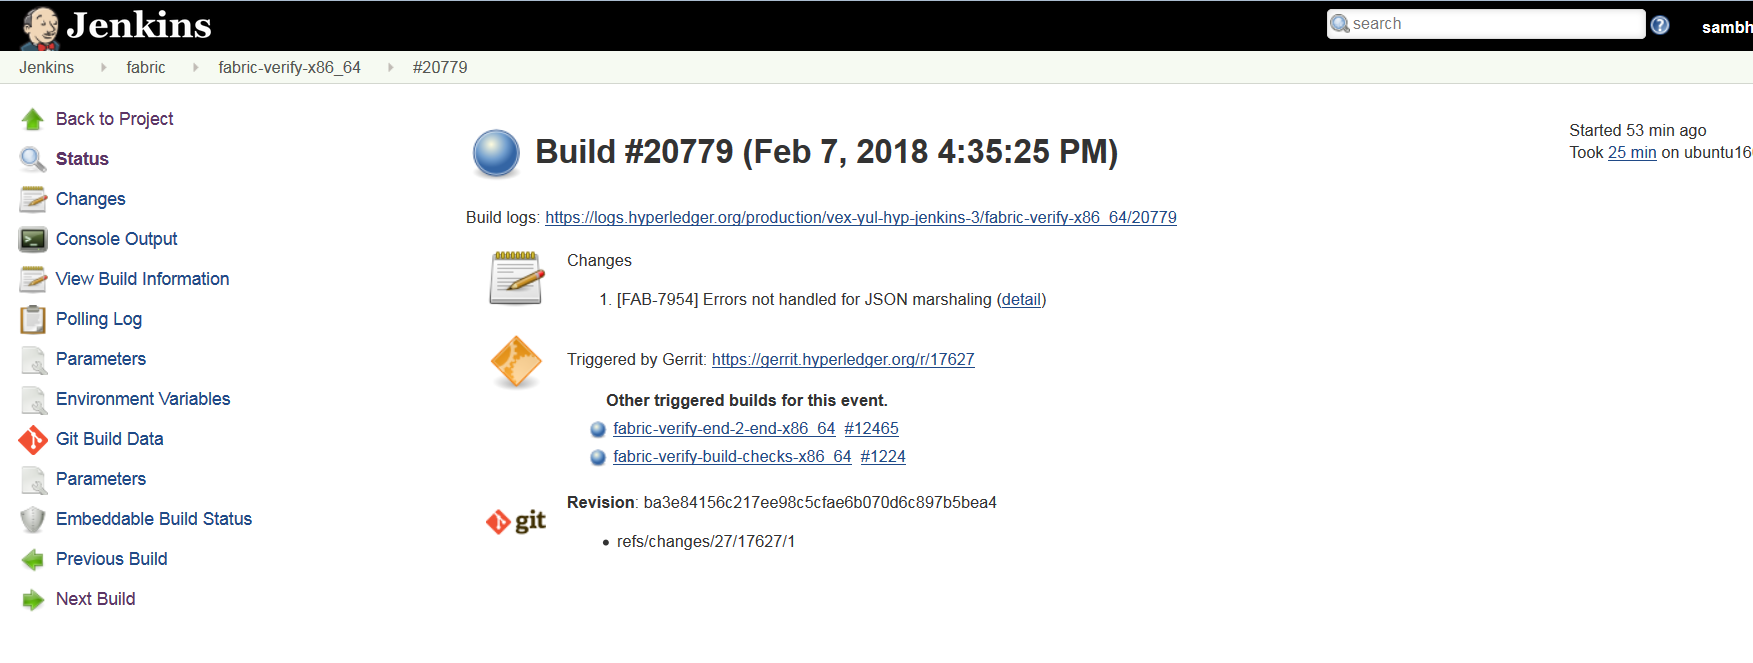 Jenkins
search
sambh
Jenkins fabric fabric-verify-x86_64 #20779
Back to Project
Status
Changes
Console Output
View Build Information
Polling Log
Parameters
Environment Variables
Git Build Data
Parameters
Embeddable Build Status
Previous Build
Next Build
Build #20779 (Feb 7, 2018 4:35:25 PM)
Started 53 min ago
Took 25 min on ubuntu16
Build logs: https://logs.hyperledger.org/production/vex-yul-hyp-jenkins-3/fabric-verify-x86_64/20779
Changes
1. [FAB-7954] Errors not handled for JSON marshaling (detail)
Triggered by Gerrit: https://gerrit.hyperledger.org/r/17627
Other triggered builds for this event.
fabric-verify-end-2-end-x86_64 #12465
fabric-verify-build-checks-x86_64 #1224
git
Revision: ba3e84156c217ee98c5cfae6b070d6c897b5bea4
• refs/changes/27/17627/1